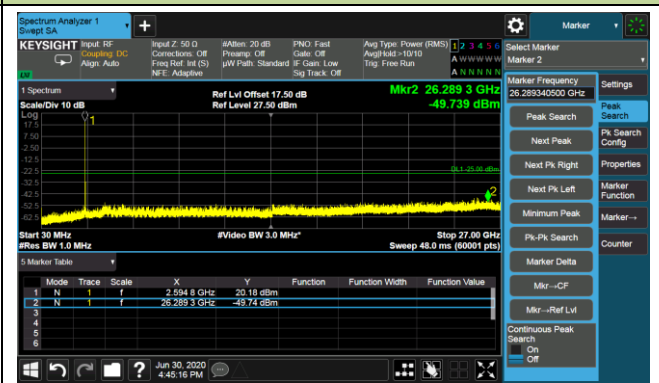 Spectrum Analyzer 1
Swept SA
+
Marker
KEYSIGHT
Input: RF
Coupling: DC
Align: Auto
Input Z: 50 Ω
Corrections: Off
Freq Ref: Int (S)
NFE: Adaptive
#Atten: 20 dB
Preamp: Off
µW Path: Standard
PNO: Fast
Gate: Off
IF Gain: Low
Sig Track: Off
Avg Type: Power (RMS)
Avg|Hold:>10/10
Trig: Free Run
1 2 3 4 5 6
A W W W W W
A N N N N N
Select Marker
Marker 2
1 Spectrum
Scale/Div 10 dB
Log
Ref Lvl Offset 17.50 dB
Ref Level 27.50 dBm
Mkr2 26.289 3 GHz
-49.739 dBm
17.5
7.50
-2.50
-12.5
-22.5
-32.5
-42.5
-52.5
-62.5
1
DL1 -25.00 dBm
2
Start 30 MHz
#Res BW 1.0 MHz
#Video BW 3.0 MHz*
Stop 27.00 GHz
Sweep 48.0 ms (60001 pts)
5 Marker Table
Mode Trace Scale X Y Function Function Width Function Value
1 N 1 f 2.594 8 GHz 20.18 dBm
2 N 1 f 26.289 3 GHz -49.74 dBm
3
4
5
6
Marker Frequency
26.289340500 GHz
Peak Search
Next Peak
Next Pk Right
Next Pk Left
Minimum Peak
Pk-Pk Search
Marker Delta
Mkr→CF
Mkr→Ref Lvl
Continuous Peak
Search
On
Off
Settings
Peak
Search
Pk Search
Config
Properties
Marker
Function
Marker→
Counter
?
Jun 30, 2020
4:45:16 PM